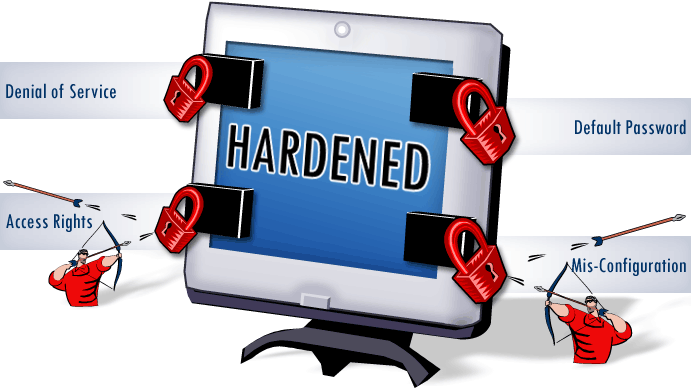 Denial of Service
Default Password
HARDENED
Access Rights
Mis-Configuration